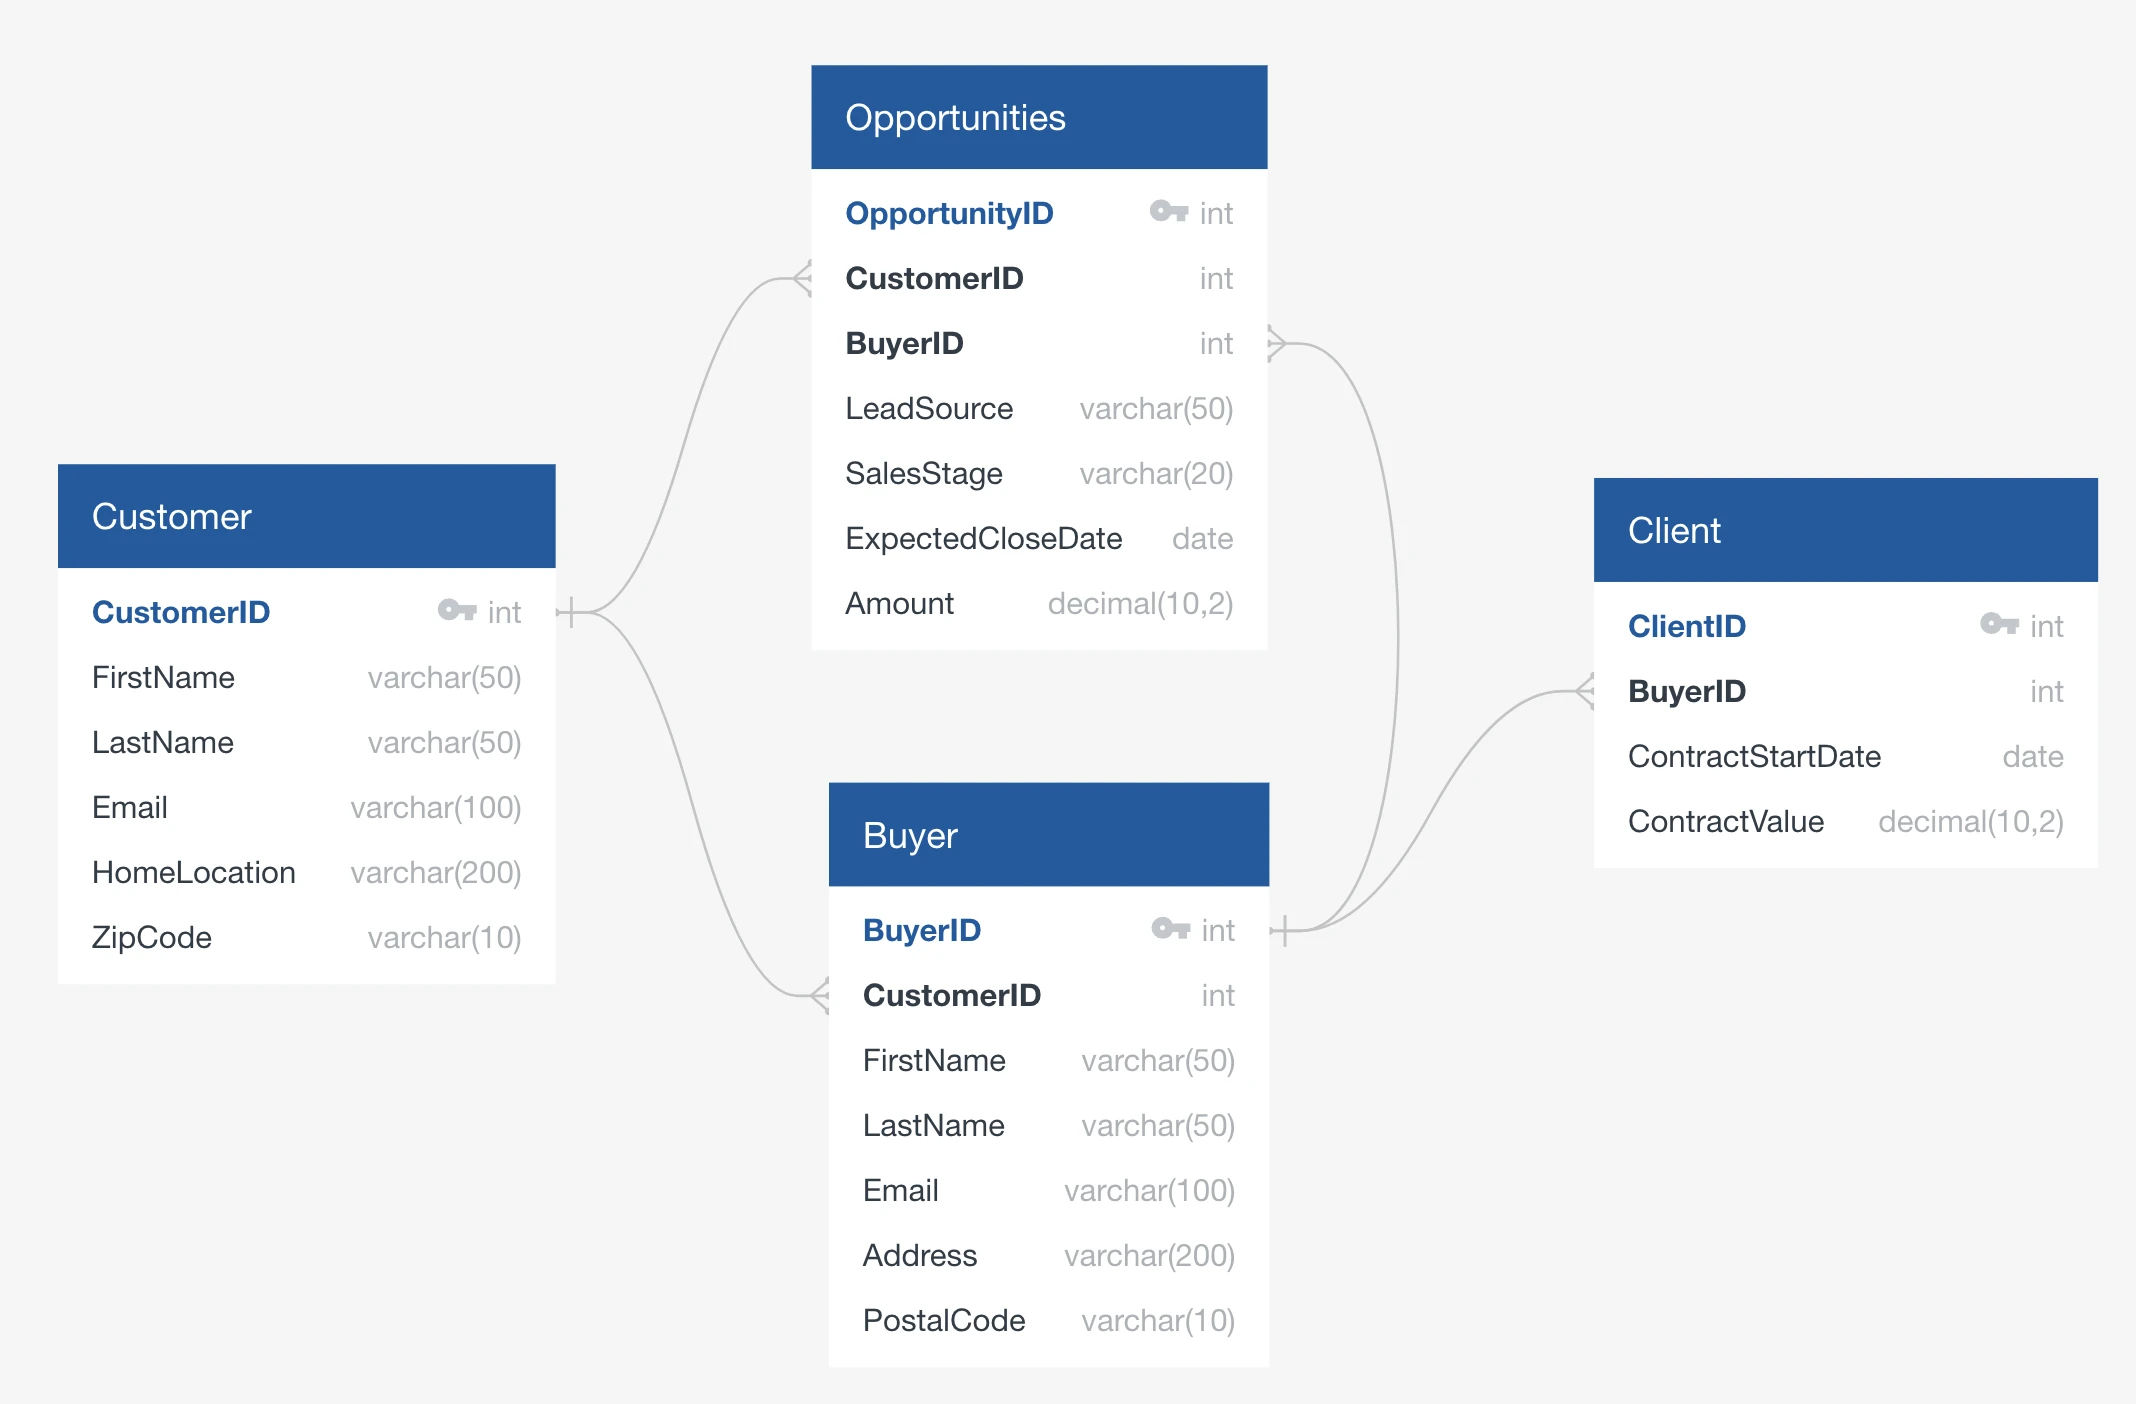 Opportunities
OpportunityID int
CustomerID int
BuyerID int
LeadSource varchar(50)
SalesStage varchar(20)
ExpectedCloseDate date
Amount decimal(10,2)
Customer
CustomerID int
FirstName varchar(50)
LastName varchar(50)
Email varchar(100)
HomeLocation varchar(200)
ZipCode varchar(10)
Client
ClientID int
BuyerID int
ContractStartDate date
ContractValue decimal(10,2)
Buyer
BuyerID int
CustomerID int
FirstName varchar(50)
LastName varchar(50)
Email varchar(100)
Address varchar(200)
PostalCode varchar(10)